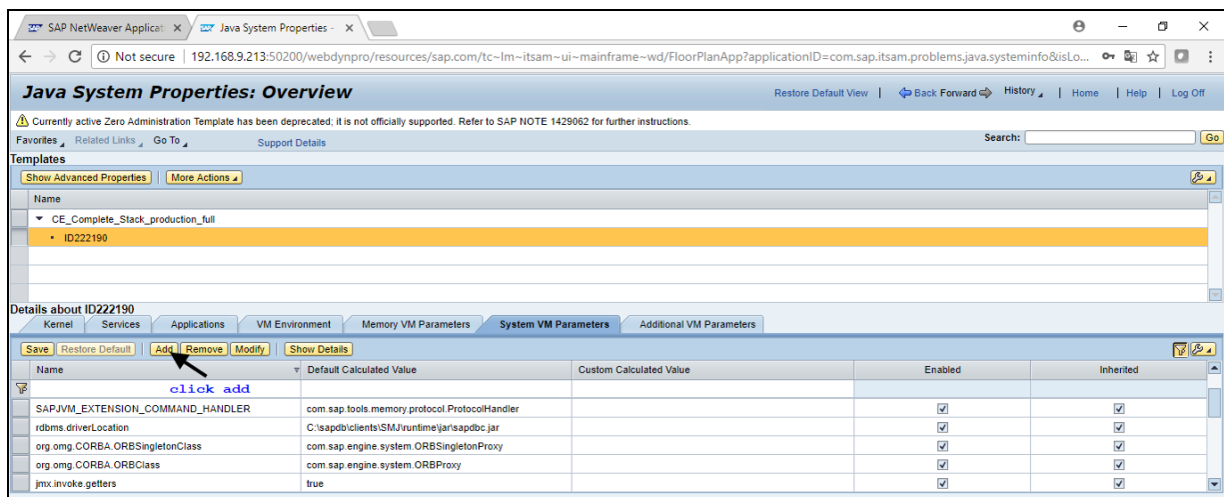 SAP NetWeaver Applicati
Java System Properties -
Not secure | 192.168.9.213:50200/webdynpro/resources/sap.com/tc~lm~itsam~ui~mainframe~wd/FloorPlanApp?applicationID=com.sap.itsam.problems.java.systeminfo&isLo...
Java System Properties: Overview
Restore Default View | Back Forward History | Home | Help | Log Off
Currently active Zero Administration Template has been deprecated; it is not officially supported. Refer to SAP NOTE 1429062 for further instructions.
Favorites Related Links Go To Support Details Search: Go
Templates
Show Advanced Properties More Actions
Name
CE_Complete_Stack_production_full
ID222190
Details about ID222190
Kernel Services Applications VM Environment Memory VM Parameters System VM Parameters Additional VM Parameters
Save Restore Default Add Remove Modify Show Details
Name Default Calculated Value Custom Calculated Value Enabled Inherited
click add
SAPJVM_EXTENSION_COMMAND_HANDLER com.sap.tools.memory.protocol.ProtocolHandler
rdbms.driverLocation C:\sapdb\clients\SMJ\runtime\jar\sapdbc.jar
org.omg.CORBA.ORBSingletonClass com.sap.engine.system.ORBSingletonProxy
org.omg.CORBA.ORBClass com.sap.engine.system.ORBProxy
jmx.invoke.getters true